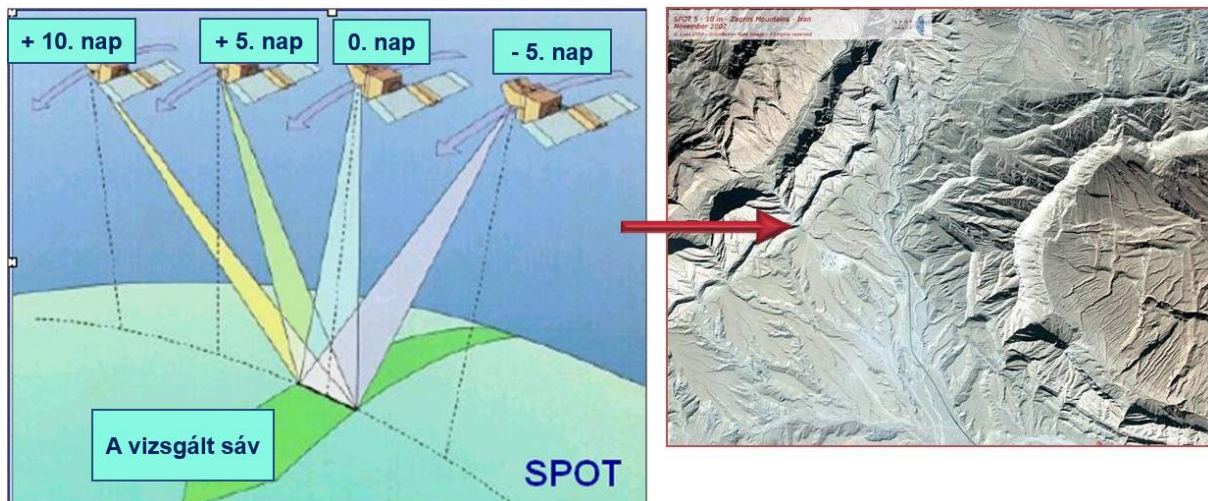 + 10. nap
+ 5. nap
0. nap
- 5. nap
A vizsgált sáv
SPOT
SPOT 5 - 10 m - Zagros Mountains - Iran
November 2002